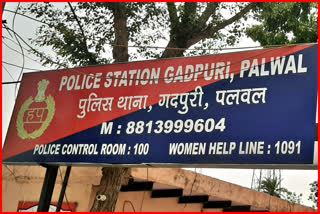 POLICE STATION GADPURI, PALWAL
पुलिस थाना, गदपुरी, पलवल
ह पु
M : 8813999604
POLICE CONTROL ROOM : 100 WOMEN HELP LINE : 1091